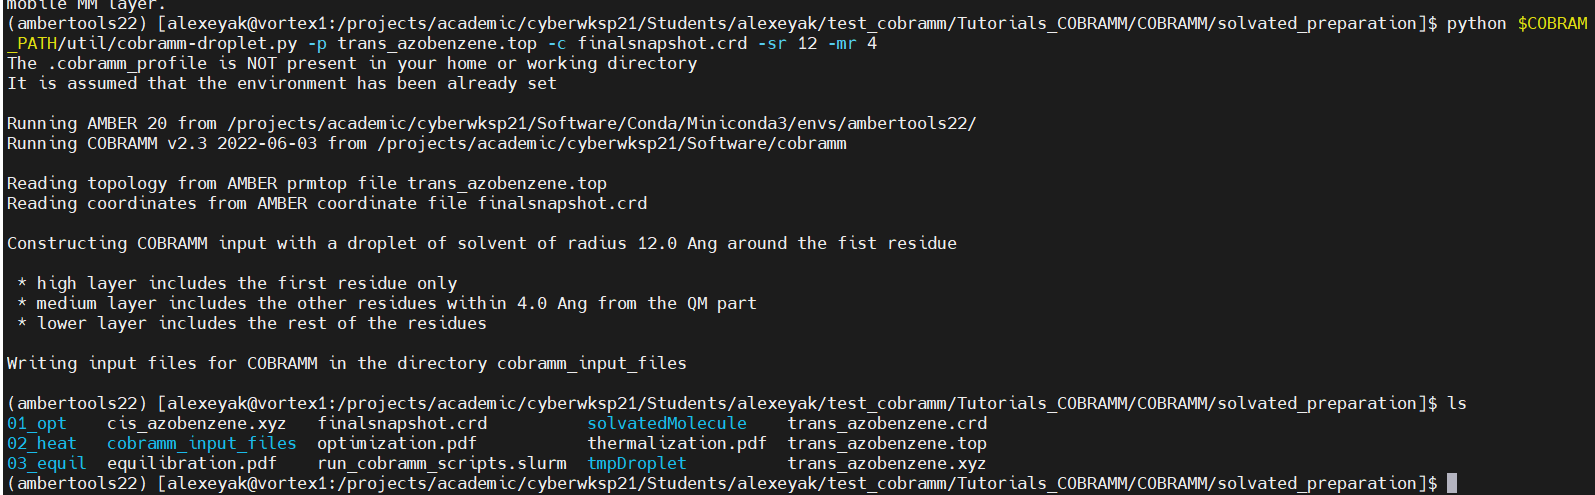 mobile MM layer.
(ambertools22) [alexeyak@vortex1:/projects/academic/cyberwksp21/Students/alexeyak/test_cobramm/Tutorials_COBRAMM/COBRAMM/solvated_preparation]$ python $COBRAM
_PATH/util/cobramm-droplet.py -p trans_azobenzene.top -c finalsnapshot.crd -sr 12 -mr 4
The .cobramm_profile is NOT present in your home or working directory
It is assumed that the environment has been already set
Running AMBER 20 from /projects/academic/cyberwksp21/Software/Conda/Miniconda3/envs/ambertools22/
Running COBRAMM v2.3 2022-06-03 from /projects/academic/cyberwksp21/Software/cobramm
Reading topology from AMBER prmtop file trans_azobenzene.top
Reading coordinates from AMBER coordinate file finalsnapshot.crd
Constructing COBRAMM input with a droplet of solvent of radius 12.0 Ang around the fist residue
* high layer includes the first residue only
* medium layer includes the other residues within 4.0 Ang from the QM part
* lower layer includes the rest of the residues
Writing input files for COBRAMM in the directory cobramm_input_files
(ambertools22) [alexeyak@vortex1:/projects/academic/cyberwksp21/Students/alexeyak/test_cobramm/Tutorials_COBRAMM/COBRAMM/solvated_preparation]$ ls
01_opt cis_azobenzene.xyz finalsnapshot.crd solvatedMolecule trans_azobenzene.crd
02_heat cobramm_input_files optimization.pdf thermalization.pdf trans_azobenzene.top
03_equil equilibration.pdf run_cobramm_scripts.slurm tmpDroplet trans_azobenzene.xyz
(ambertools22) [alexeyak@vortex1:/projects/academic/cyberwksp21/Students/alexeyak/test_cobramm/Tutorials_COBRAMM/COBRAMM/solvated_preparation]$